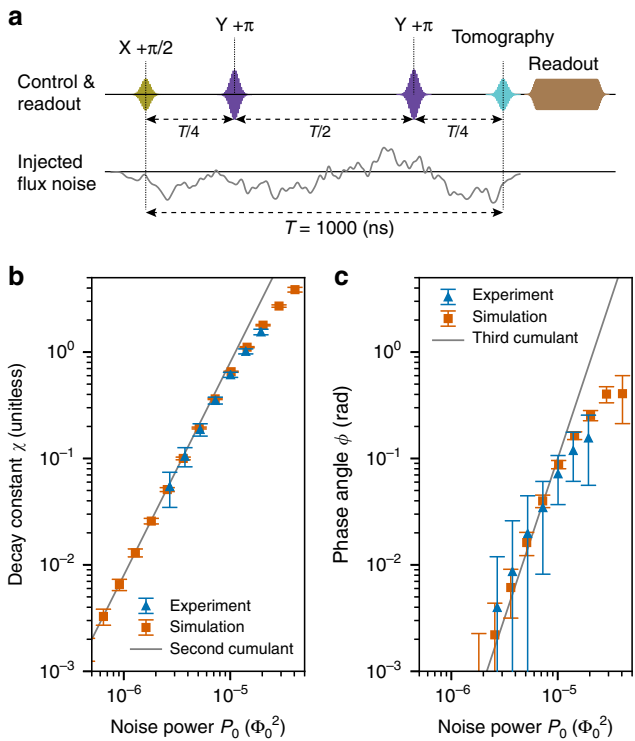 a
X +π/2
Y +π
Y +π
Tomography
Readout
Control &
readout
T/4
T/2
T/4
Injected
flux noise
T = 1000 (ns)
b
Decay constant χ (unitless)
10⁰
10⁻¹
10⁻²
10⁻³
10⁻⁶
10⁻⁵
Experiment
Simulation
Second cumulant
Noise power P₀ (Φ₀²)
c
Phase angle ϕ (rad)
10⁰
10⁻¹
10⁻²
10⁻³
10⁻⁶
10⁻⁵
Experiment
Simulation
Third cumulant
Noise power P₀ (Φ₀²)